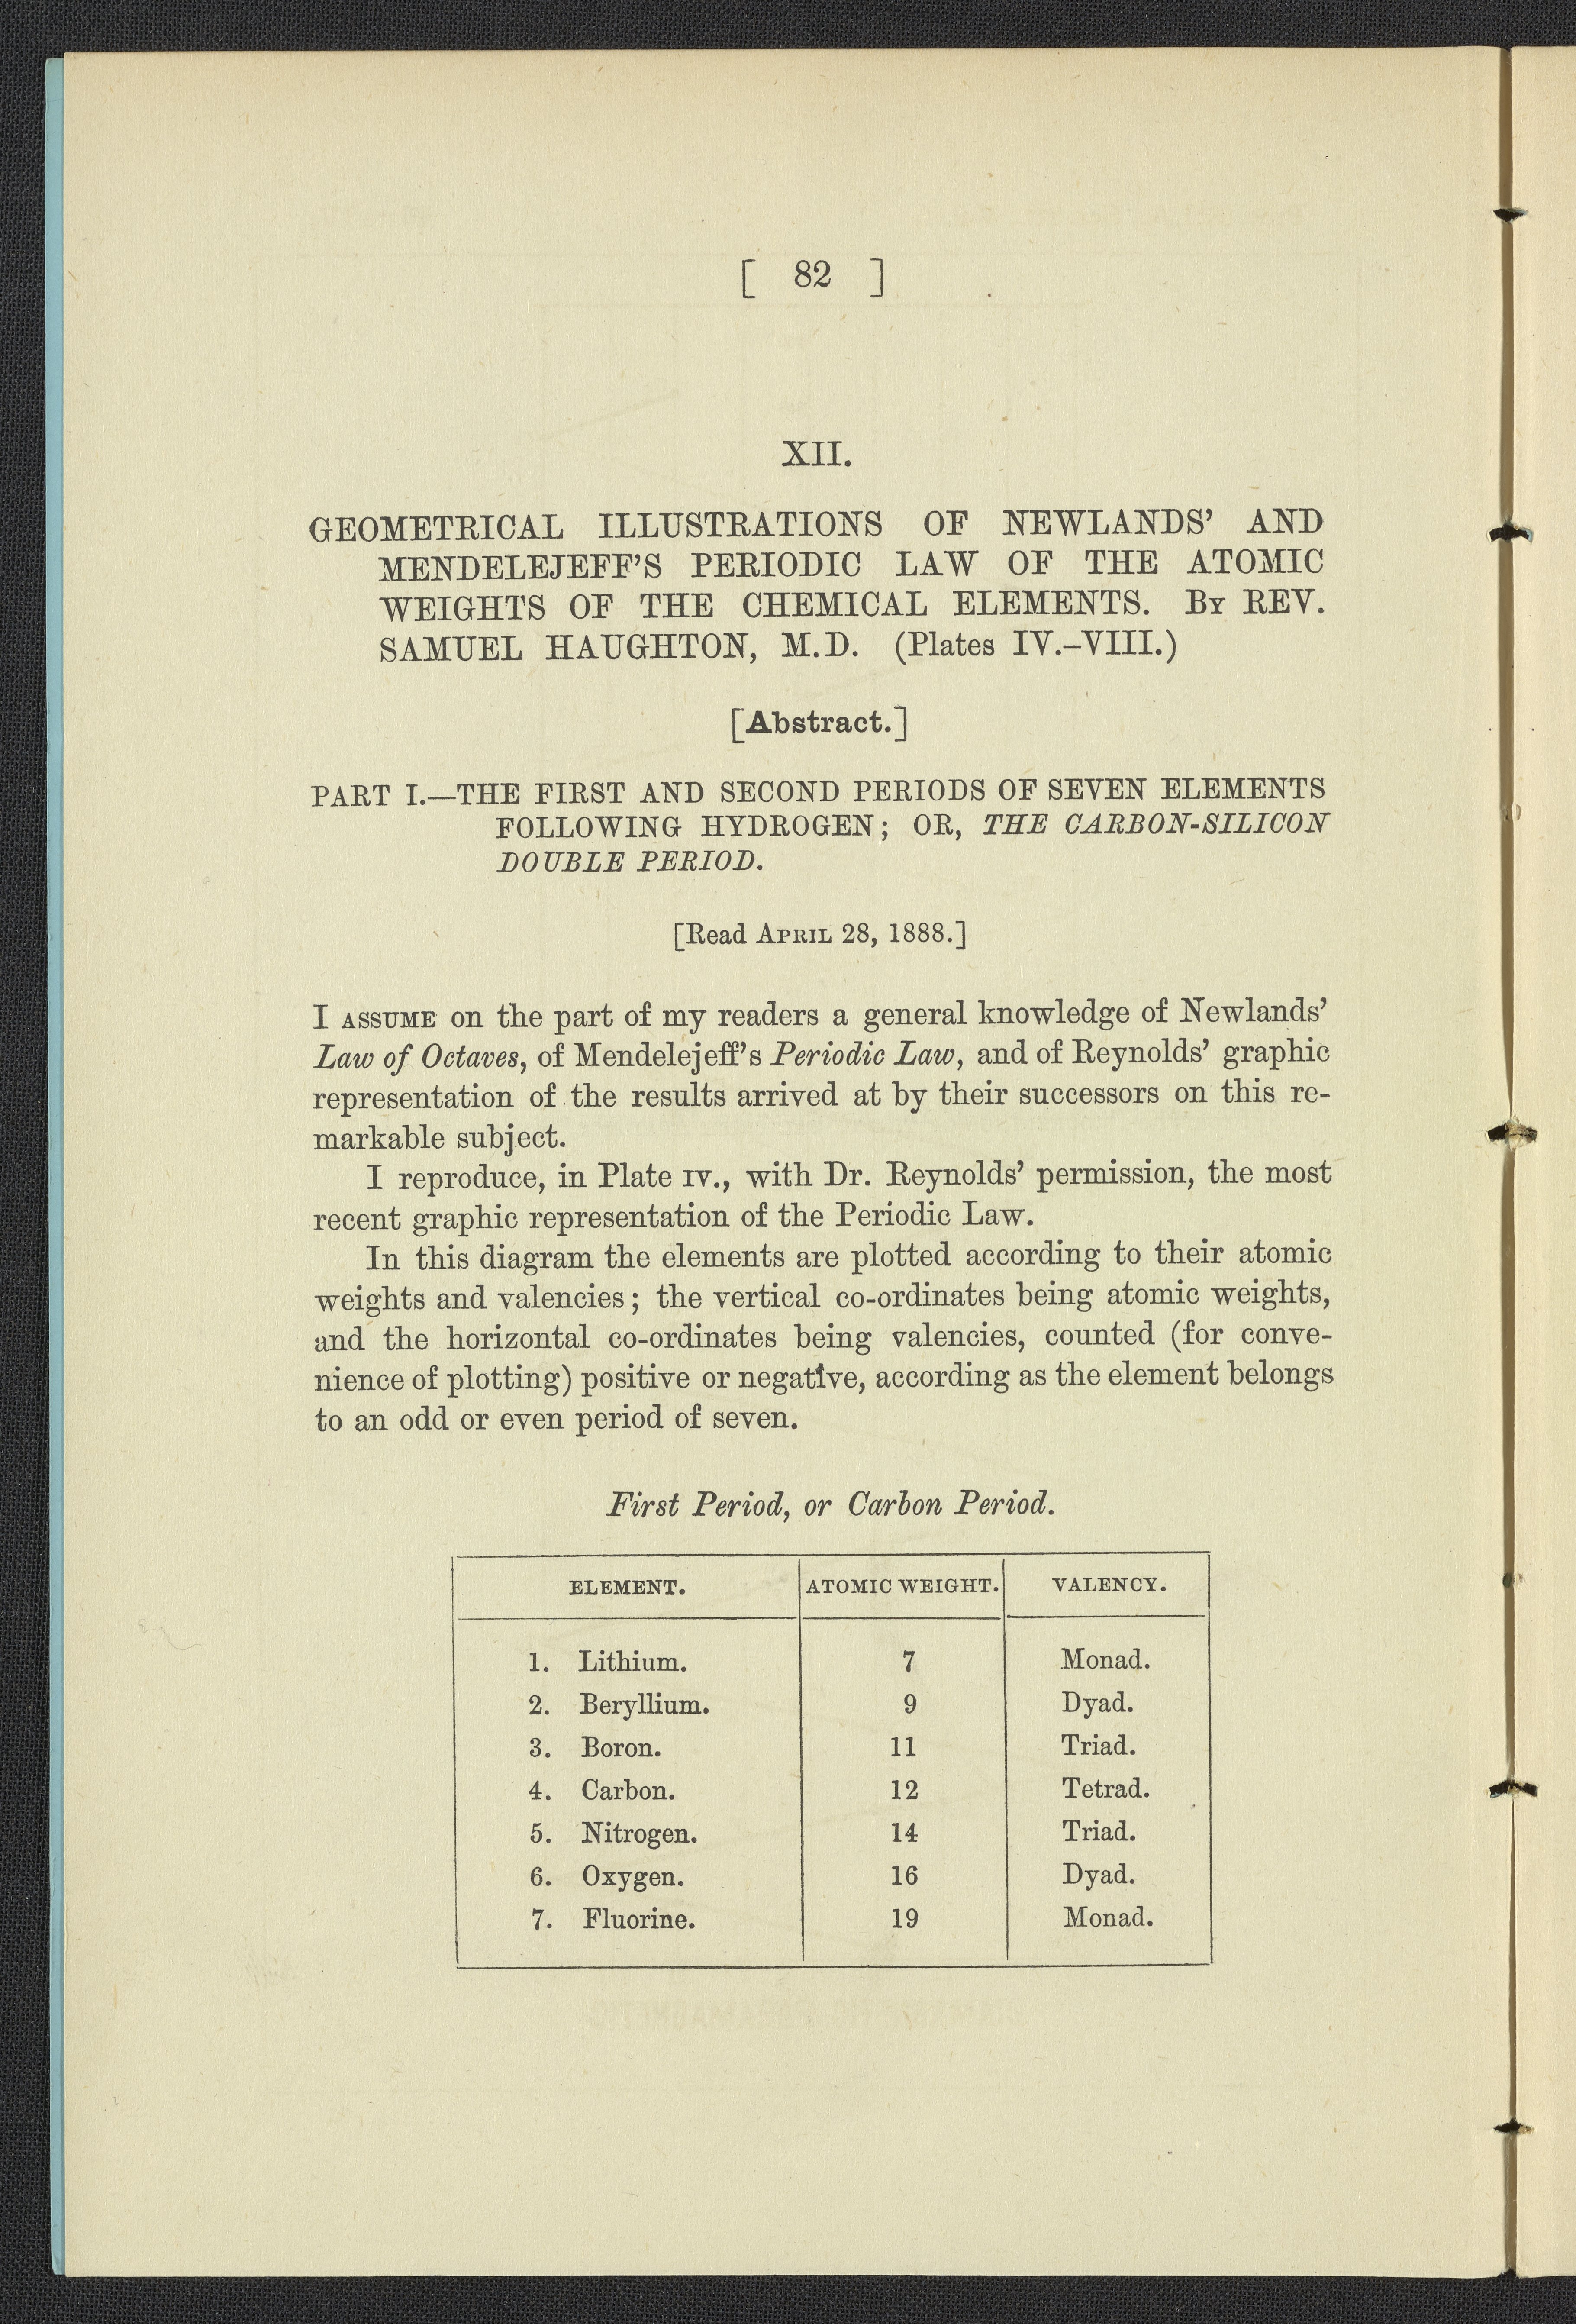 [ 82 ]
XII.
GEOMETRICAL ILLUSTRATIONS OF NEWLANDS' AND
MENDELEJEFF'S PERIODIC LAW OF THE ATOMIC
WEIGHTS OF THE CHEMICAL ELEMENTS. By REV.
SAMUEL HAUGHTON, M.D. (Plates IV.–VIII.)
[Abstract.]
PART I.—THE FIRST AND SECOND PERIODS OF SEVEN ELEMENTS
FOLLOWING HYDROGEN; OR, THE CARBON-SILICON
DOUBLE PERIOD.
[Read APRIL 28, 1888.]
I ASSUME on the part of my readers a general knowledge of Newlands'
Law of Octaves, of Mendelejeff's Periodic Law, and of Reynolds' graphic
representation of the results arrived at by their successors on this re-
markable subject.
I reproduce, in Plate IV., with Dr. Reynolds' permission, the most
recent graphic representation of the Periodic Law.
In this diagram the elements are plotted according to their atomic
weights and valencies; the vertical co-ordinates being atomic weights,
and the horizontal co-ordinates being valencies, counted (for conve-
nience of plotting) positive or negative, according as the element belongs
to an odd or even period of seven.
First Period, or Carbon Period.
ELEMENT. ATOMIC WEIGHT. VALENCY.
1. Lithium. 7 Monad.
2. Beryllium. 9 Dyad.
3. Boron. 11 Triad.
4. Carbon. 12 Tetrad.
5. Nitrogen. 14 Triad.
6. Oxygen. 16 Dyad.
7. Fluorine. 19 Monad.